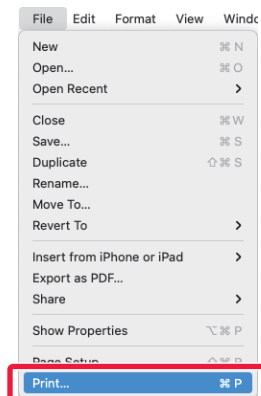 File Edit Format View
New ⌘ N
Open... ⌘ O
Open Recent >
Close ⌘ W
Save... ⌘ S
Duplicate ⇧ ⌘ S
Rename...
Move To...
Revert To >
Insert from iPhone or iPad >
Export as PDF...
Share >
Show Properties ⌥ ⌘ P
Page Setup ⇧ ⌘ P
Print... ⌘ P